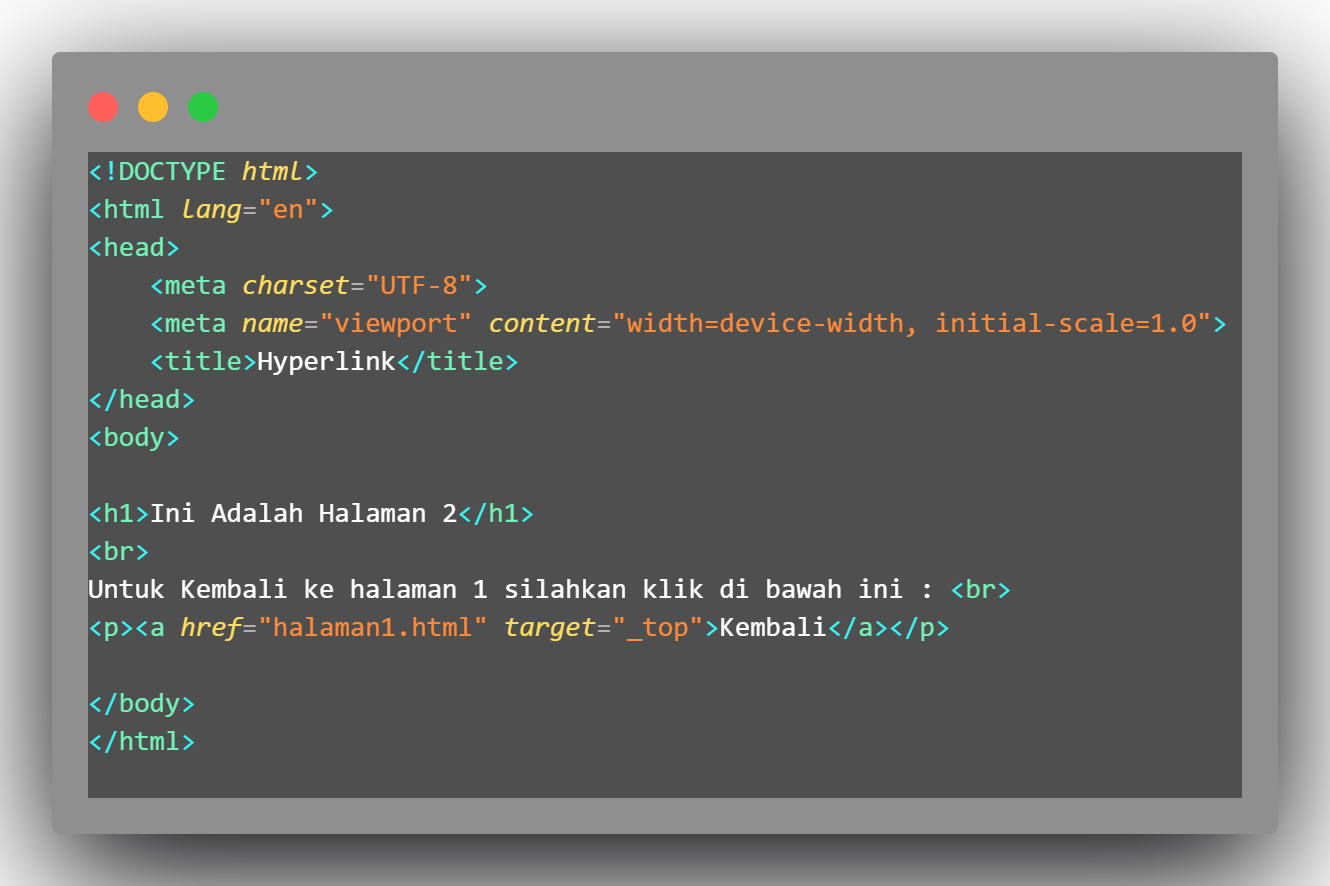 <!DOCTYPE html>
<html lang="en">
<head>
    <meta charset="UTF-8">
    <meta name="viewport" content="width=device-width, initial-scale=1.0">
    <title>Hyperlink</title>
</head>
<body>

<h1>Ini Adalah Halaman 2</h1>
<br>
Untuk Kembali ke halaman 1 silahkan klik di bawah ini : <br>
<p><a href="halaman1.html" target="_top">Kembali</a></p>

</body>
</html>